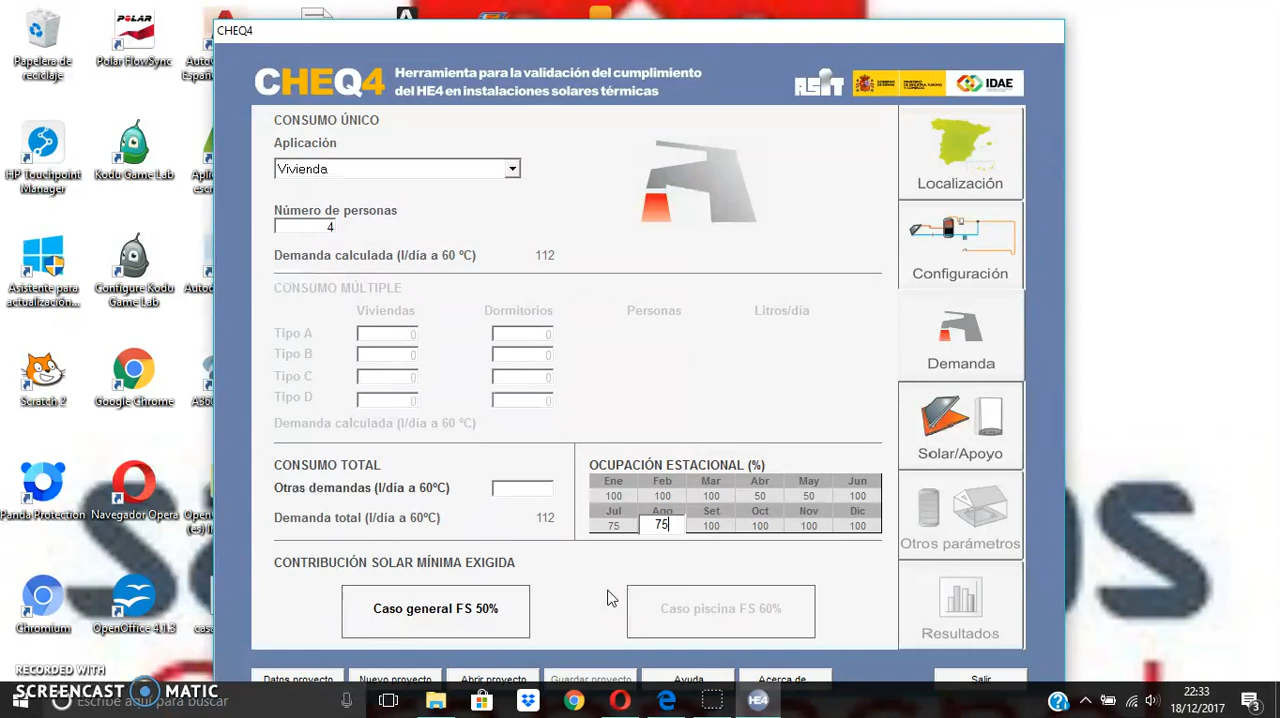 Papelera de
reciclaje
POLAR
Polar FlowSync
Español
CHEQ4
HP Touchpoint
Manager
Kodu Game Lab
Asistente para
actualización...
Configure Kodu
Game Lab
Scratch 2
Google Chrome
Panda Protection
Navegador Opera
Chromium
OpenOffice 4.1.3
CHEQ4
Herramienta para la validación del cumplimiento
del HE4 en instalaciones solares térmicas
ASIT
IDAE
CONSUMO ÚNICO
Aplicación
Vivienda
Número de personas
4
Demanda calculada (l/día a 60 ºC) 112
CONSUMO MÚLTIPLE
Viviendas Dormitorios Personas Litros/día
Tipo A 0 0
Tipo B 0 0
Tipo C 0 0
Tipo D 0 0
Demanda calculada (l/día a 60 ºC)
CONSUMO TOTAL
Otras demandas (l/día a 60ºC)
Demanda total (l/día a 60ºC) 112
OCUPACIÓN ESTACIONAL (%)
Ene Feb Mar Abr May Jun
100 100 100 50 50 100
Jul Ago Set Oct Nov Dic
75 75 100 100 100 100
CONTRIBUCIÓN SOLAR MÍNIMA EXIGIDA
Caso general FS 50%
Caso piscina FS 60%
Localización
Configuración
Demanda
Solar/Apoyo
Otros parámetros
Resultados
Datos proyecto Nuevo proyecto Abrir proyecto Guardar proyecto Ayuda Acerca de Salir
RECORDED WITH
SCREENCAST MATIC
Escribe aquí para buscar
HE4
22:33
18/12/2017
3